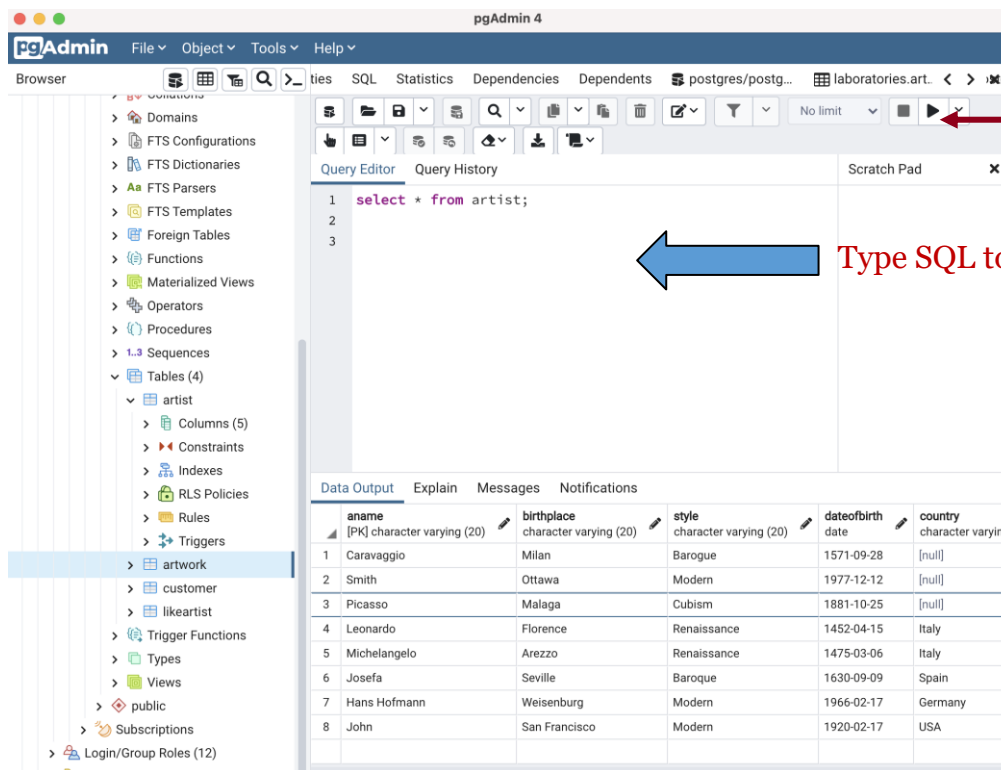 pgAdmin 4
pgAdmin File Object Tools Help
Browser
ties SQL Statistics Dependencies Dependents postgres/postg... laboratories.art..
Collations
Domains
FTS Configurations
FTS Dictionaries
Aa FTS Parsers
FTS Templates
Foreign Tables
Functions
Materialized Views
Operators
Procedures
1..3 Sequences
Tables (4)
artist
Columns (5)
Constraints
Indexes
RLS Policies
Rules
Triggers
artwork
customer
likeartist
Trigger Functions
Types
Views
public
Subscriptions
Login/Group Roles (12)
No limit
Query Editor Query History
Scratch Pad
1 select * from artist;
2
3
Type SQL to
Data Output Explain Messages Notifications
aname birthplace style dateofbirth country
[PK] character varying (20) character varying (20) character varying (20) date character varyin
1 Caravaggio Milan Barogue 1571-09-28 [null]
2 Smith Ottawa Modern 1977-12-12 [null]
3 Picasso Malaga Cubism 1881-10-25 [null]
4 Leonardo Florence Renaissance 1452-04-15 Italy
5 Michelangelo Arezzo Renaissance 1475-03-06 Italy
6 Josefa Seville Baroque 1630-09-09 Spain
7 Hans Hofmann Weisenburg Modern 1966-02-17 Germany
8 John San Francisco Modern 1920-02-17 USA